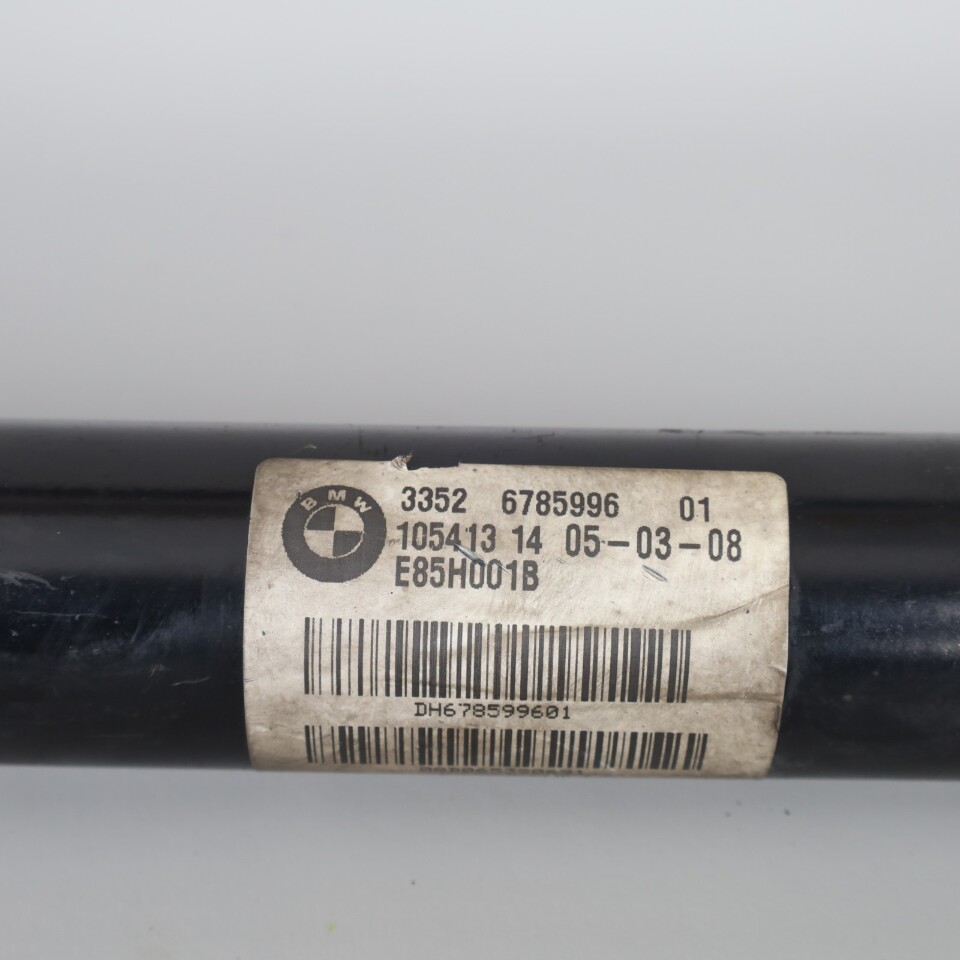 BMW
3352 6785996 01
105413 14 05-03-08
E85H001B
DH678599601